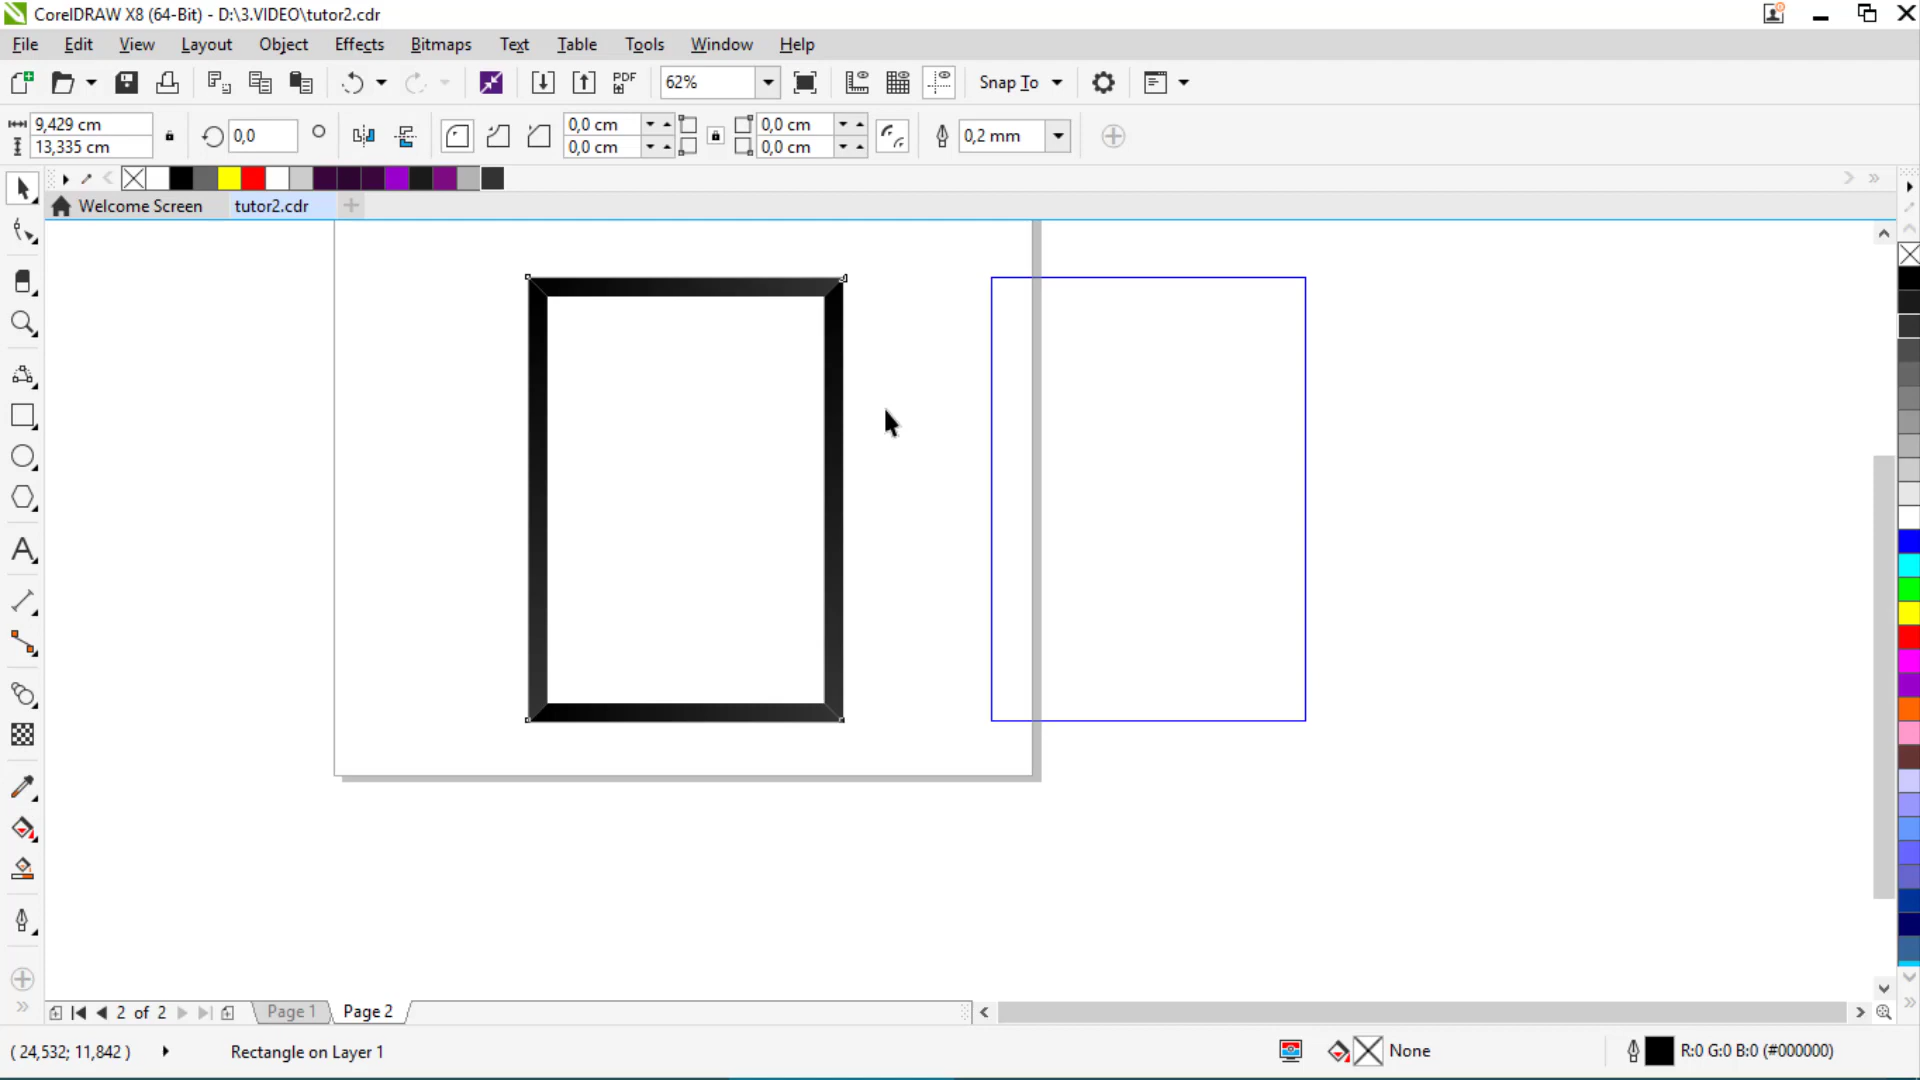 CorelDRAW X8 (64-Bit) - D:\3.VIDEO\tutor2.cdr
File Edit View Layout Object Effects Bitmaps Text Table Tools Window Help
PDF 62% Snap To
9,429 cm 0,0 cm 0,0 cm
0,0 0,2 mm
13,335 cm 0,0 cm 0,0 cm
Welcome Screen tutor2.cdr
2 of 2 Page 1 Page 2
( 24,532; 11,842 ) Rectangle on Layer 1 None R:0 G:0 B:0 (#000000)